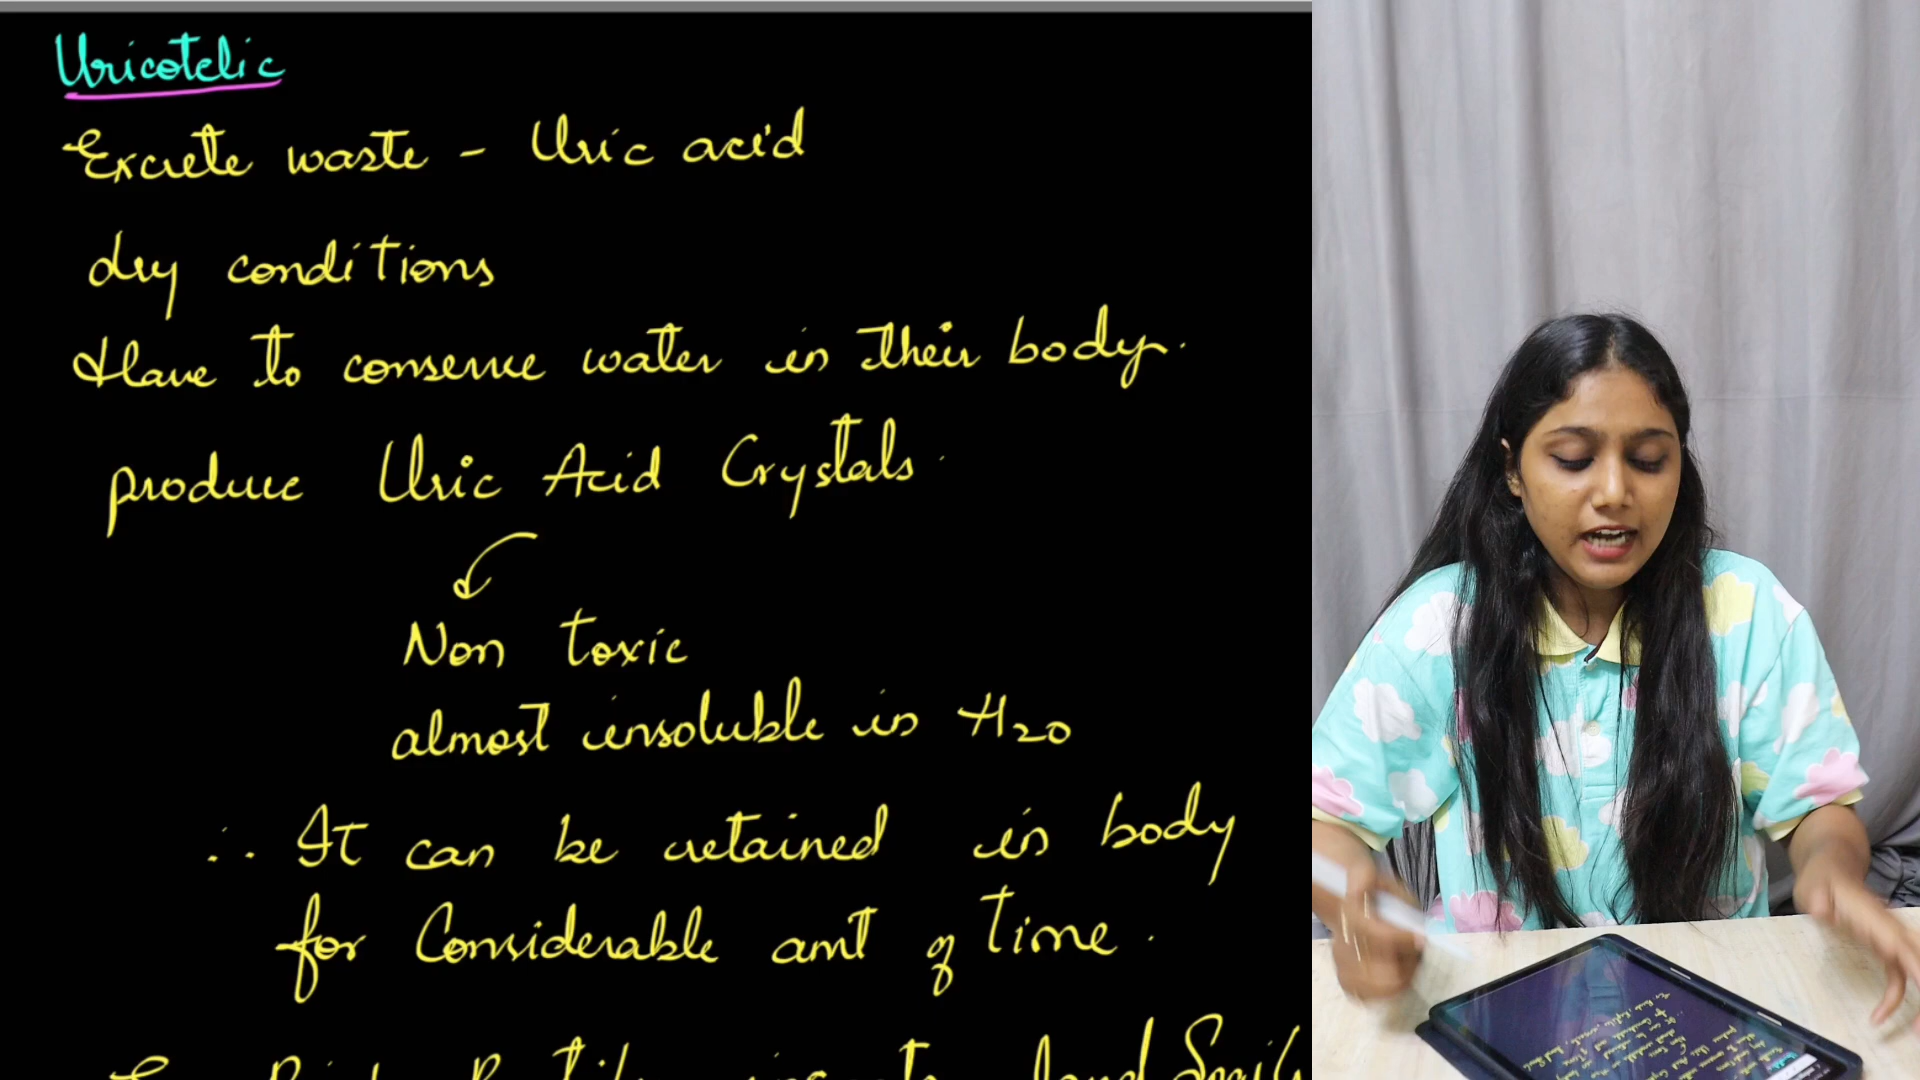 Uricotelic
Excrete waste - Uric acid
dry conditions
Have to conserve water in their body.
produce Uric Acid Crystals.
Non toxic
almost insoluble in H2O
∴ It can be retained in body
for Considerable amt of Time.
land